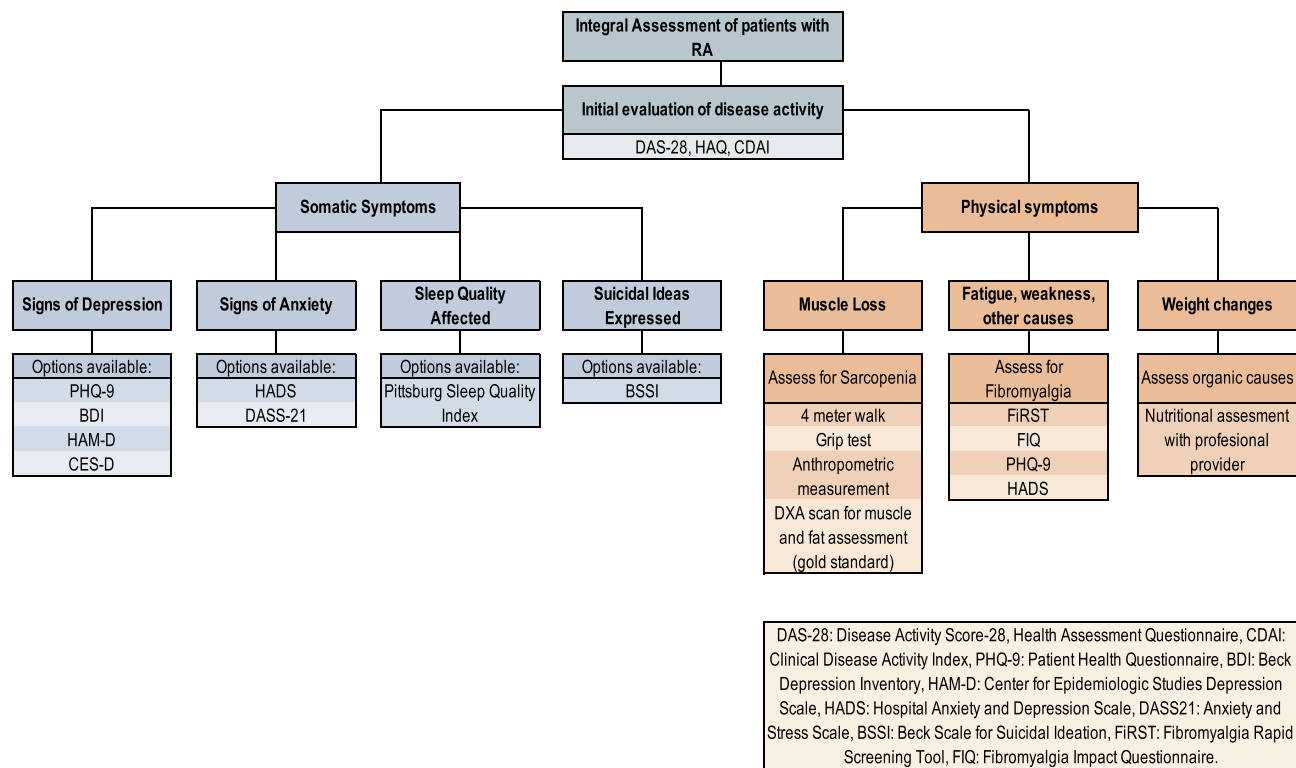 Integral Assessment of patients with
RA
Initial evaluation of disease activity
DAS-28, HAQ, CDAI
Somatic Symptoms
Physical symptoms
Signs of Depression
Options available:
PHQ-9
BDI
HAM-D
CES-D
Signs of Anxiety
Options available:
HADS
DASS-21
Sleep Quality
Affected
Options available:
Pittsburg Sleep Quality
Index
Suicidal Ideas
Expressed
Options available:
BSSI
Muscle Loss
Assess for Sarcopenia
4 meter walk
Grip test
Anthropometric
measurement
DXA scan for muscle
and fat assessment
(gold standard)
Fatigue, weakness,
other causes
Assess for
Fibromyalgia
FiRST
FIQ
PHQ-9
HADS
Weight changes
Assess organic causes
Nutritional assesment
with profesional
provider
DAS-28: Disease Activity Score-28, Health Assessment Questionnaire, CDAI:
Clinical Disease Activity Index, PHQ-9: Patient Health Questionnaire, BDI: Beck
Depression Inventory, HAM-D: Center for Epidemiologic Studies Depression
Scale, HADS: Hospital Anxiety and Depression Scale, DASS21: Anxiety and
Stress Scale, BSSI: Beck Scale for Suicidal Ideation, FiRST: Fibromyalgia Rapid
Screening Tool, FIQ: Fibromyalgia Impact Questionnaire.